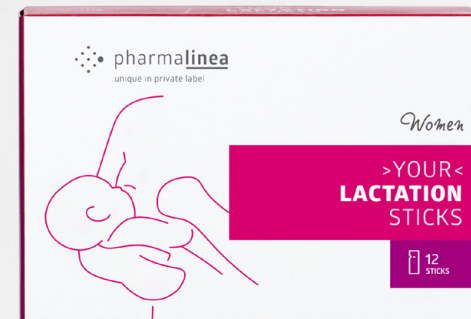 pharmalinea
unique in private label
Women
>YOUR<
LACTATION
STICKS
12
STICKS